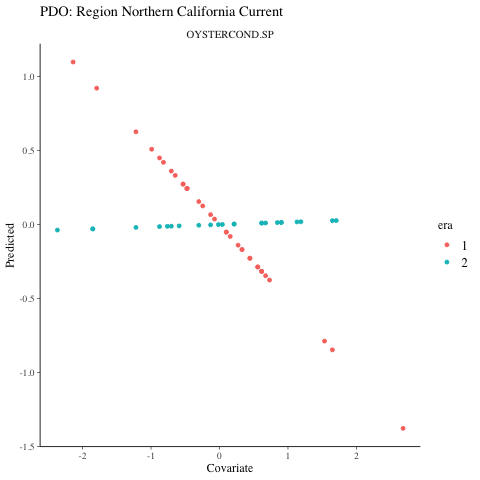 PDO: Region Northern California Current
OYSTERCOND.SP
1.0
0.5
0.0
-0.5
-1.0
-1.5
Predicted
-2
-1
0
1
2
Covariate
era
1
2